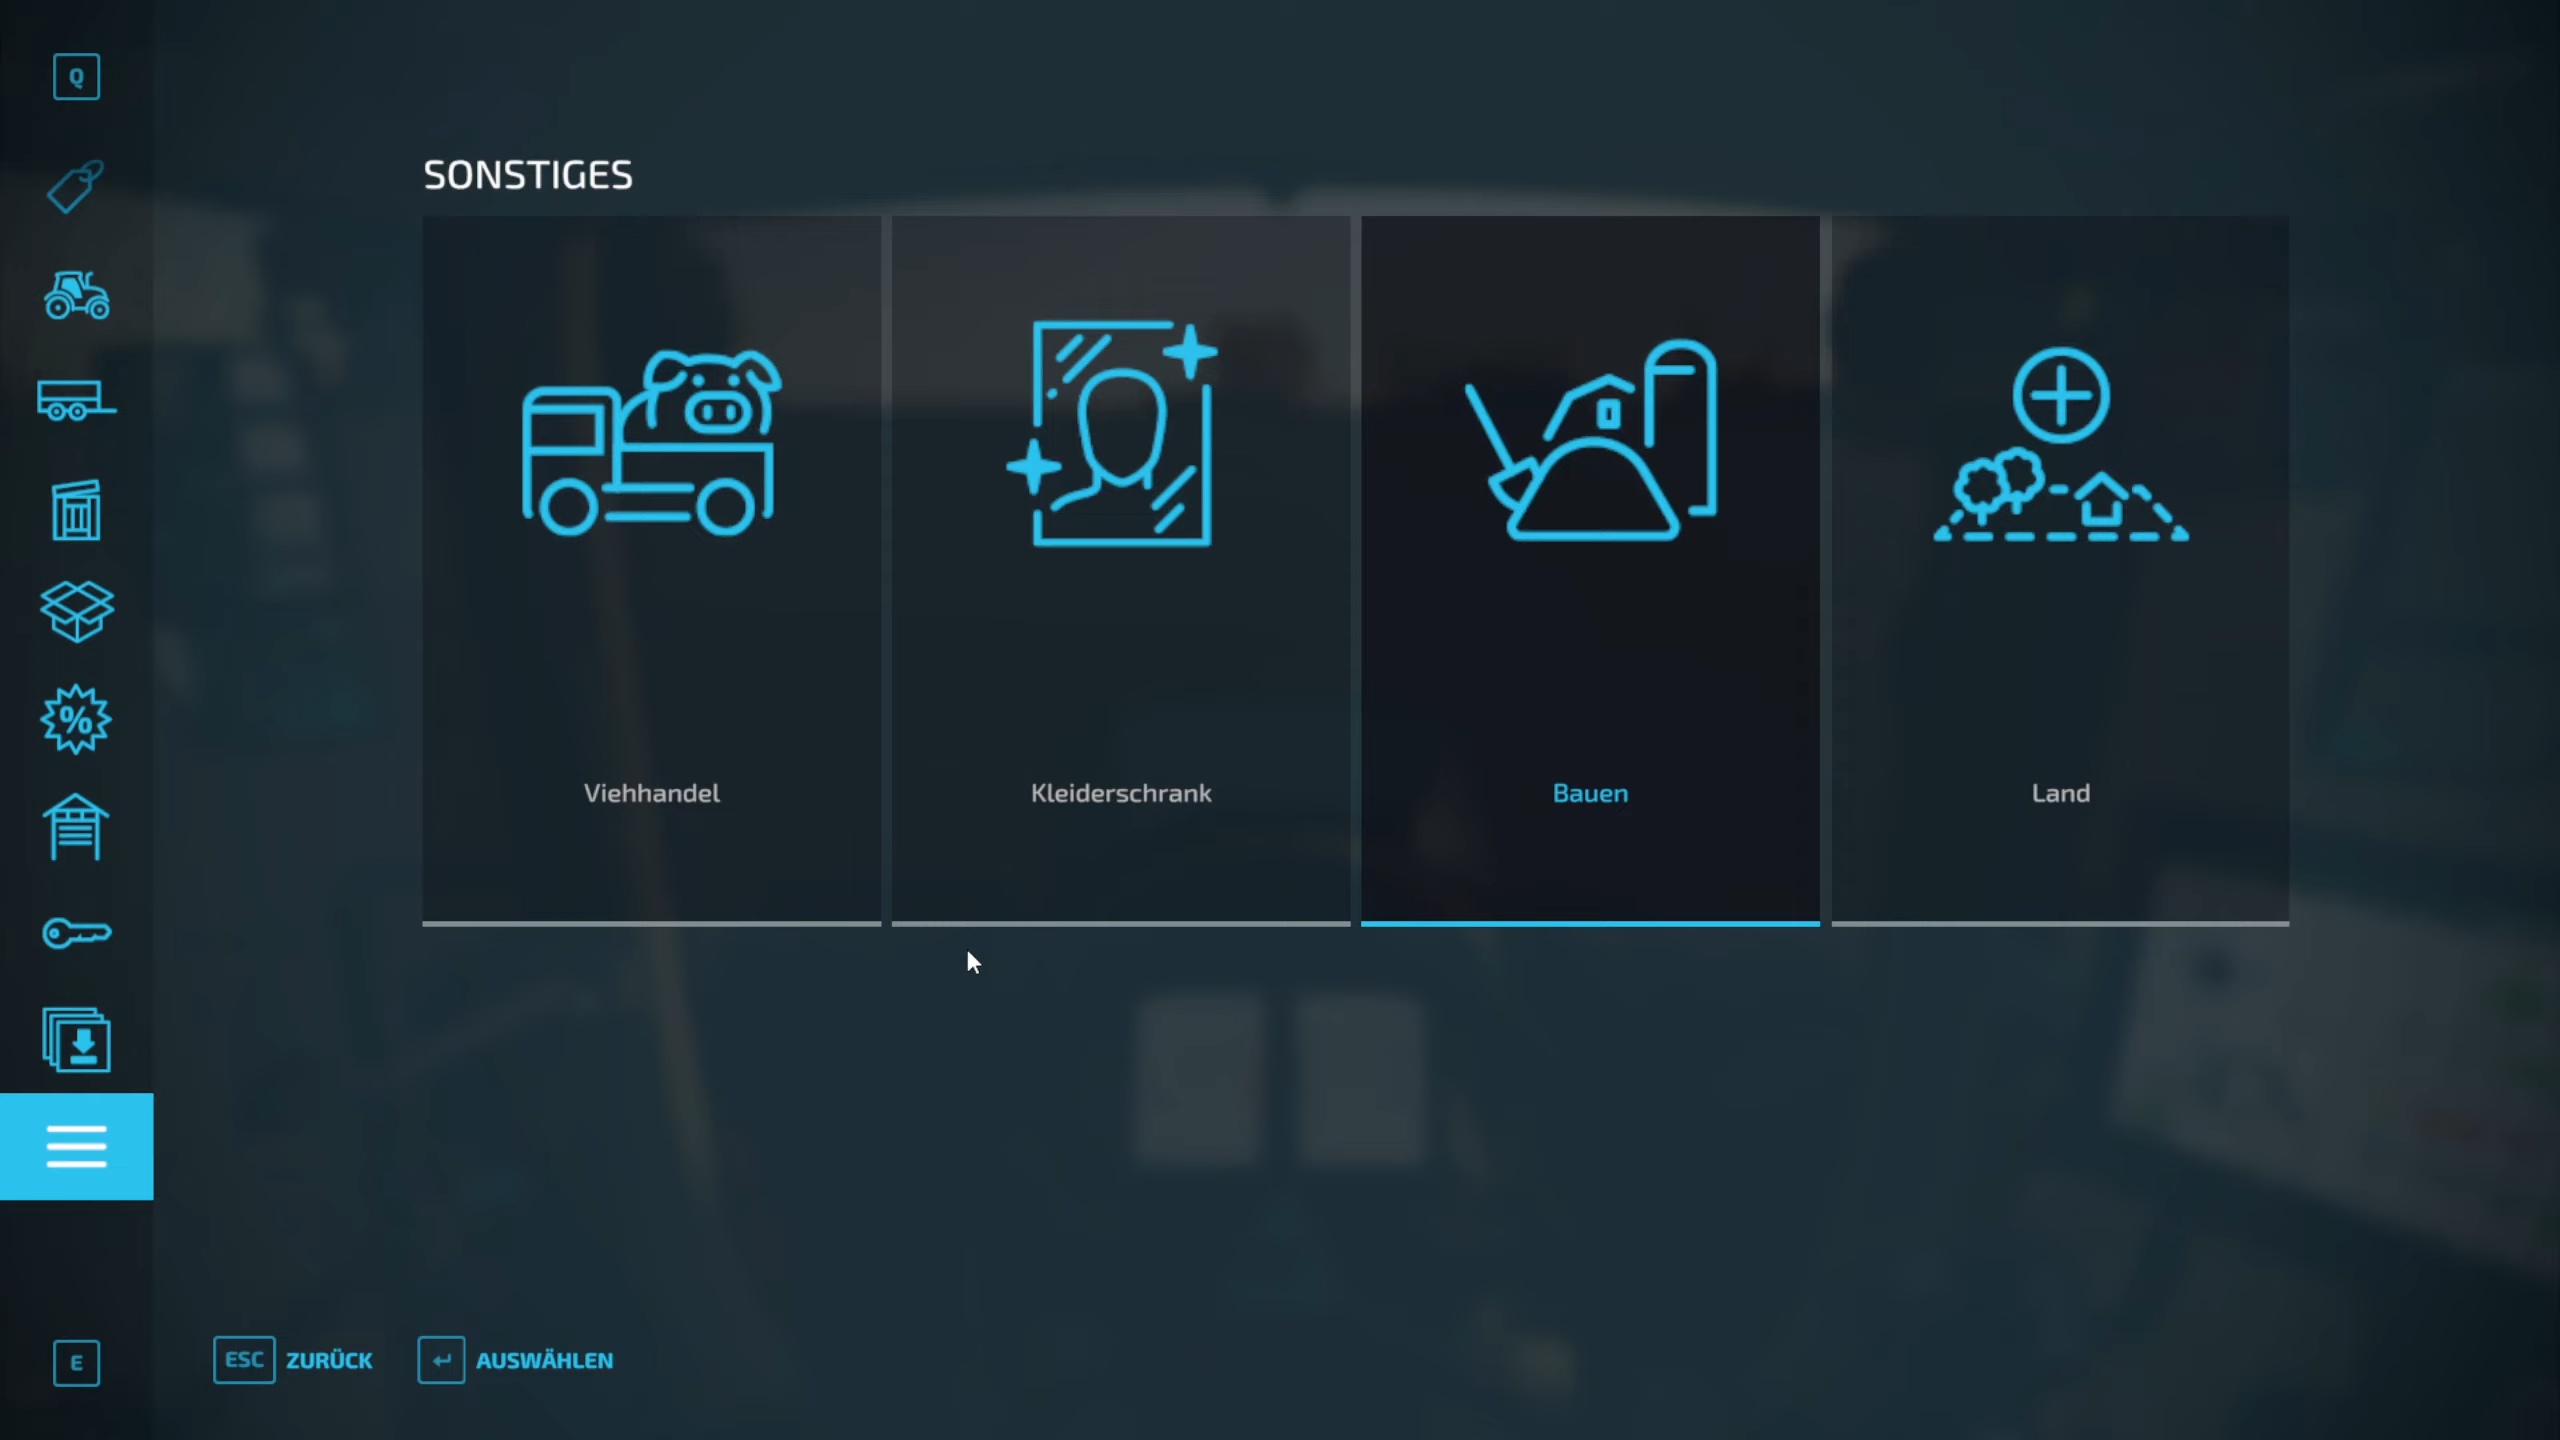 Q
SONSTIGES
Viehhandel
Kleiderschrank
Bauen
Land
%
E
ESC ZURÜCK
↵ AUSWÄHLEN